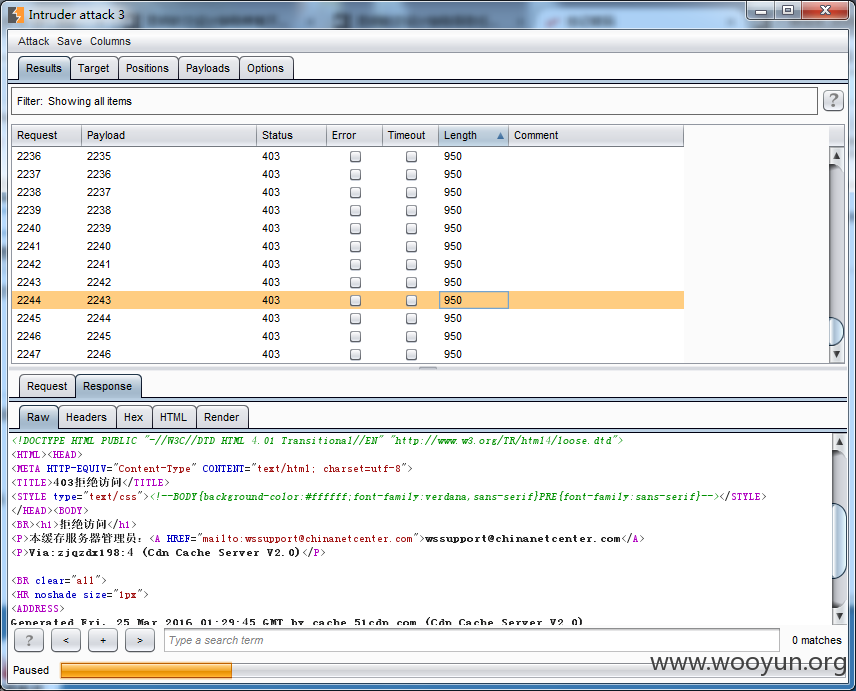 Intruder attack 3
Attack Save Columns
Results Target Positions Payloads Options
Filter: Showing all items ?
Request Payload Status Error Timeout Length Comment
2236 2235 403 950
2237 2236 403 950
2238 2237 403 950
2239 2238 403 950
2240 2239 403 950
2241 2240 403 950
2242 2241 403 950
2243 2242 403 950
2244 2243 403 950
2245 2244 403 950
2246 2245 403 950
2247 2246 403 950
Request Response
Raw Headers Hex HTML Render
<!DOCTYPE HTML PUBLIC "-//W3C//DTD HTML 4.01 Transitional//EN" "http://www.w3.org/TR/html4/loose.dtd">
<HTML><HEAD>
<META HTTP-EQUIV="Content-Type" CONTENT="text/html; charset=utf-8">
<TITLE>403拒绝访问</TITLE>
<STYLE type="text/css"><!--BODY{background-color:#ffffff;font-family:verdana,sans-serif}PRE{font-family:sans-serif}--></STYLE>
</HEAD><BODY>
<BR><h1>拒绝访问</h1>
<P>本缓存服务器管理员：<A HREF="mailto:wssupport@chinanetcenter.com">wssupport@chinanetcenter.com</A>
<P>Via:zjqzdx198:4 (Cdn Cache Server V2.0)</P>
<BR clear="all">
<HR noshade size="1px">
<ADDRESS>
Generated Fri, 25 Mar 2016 01:29:45 GMT by cache.51cdn.com (Cdn Cache Server V2.0)
? < + > Type a search term 0 matches
Paused
www.wooyun.org